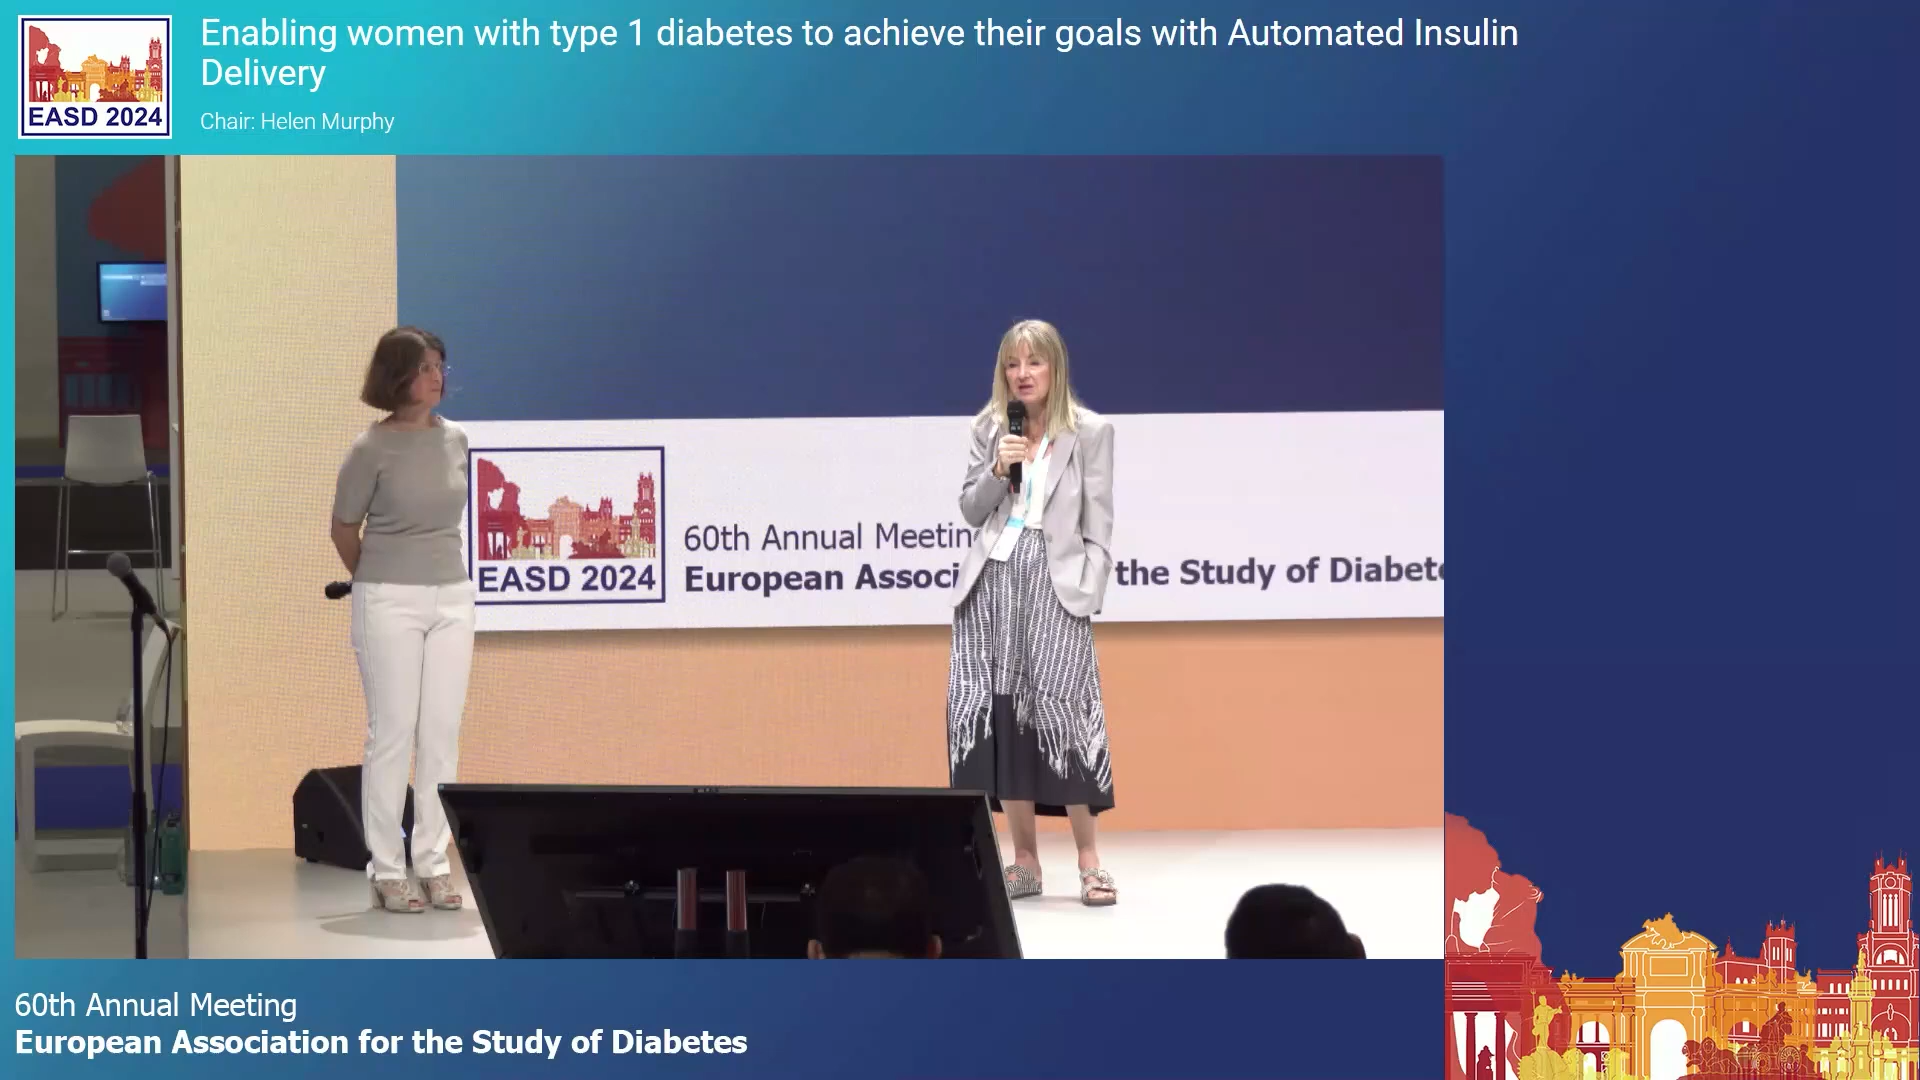 Enabling women with type 1 diabetes to achieve their goals with Automated Insulin
Delivery
Chair: Helen Murphy
EASD 2024
60th Annual Meetin
European Associ the Study of Diabete
EASD 2024
60th Annual Meeting
European Association for the Study of Diabetes